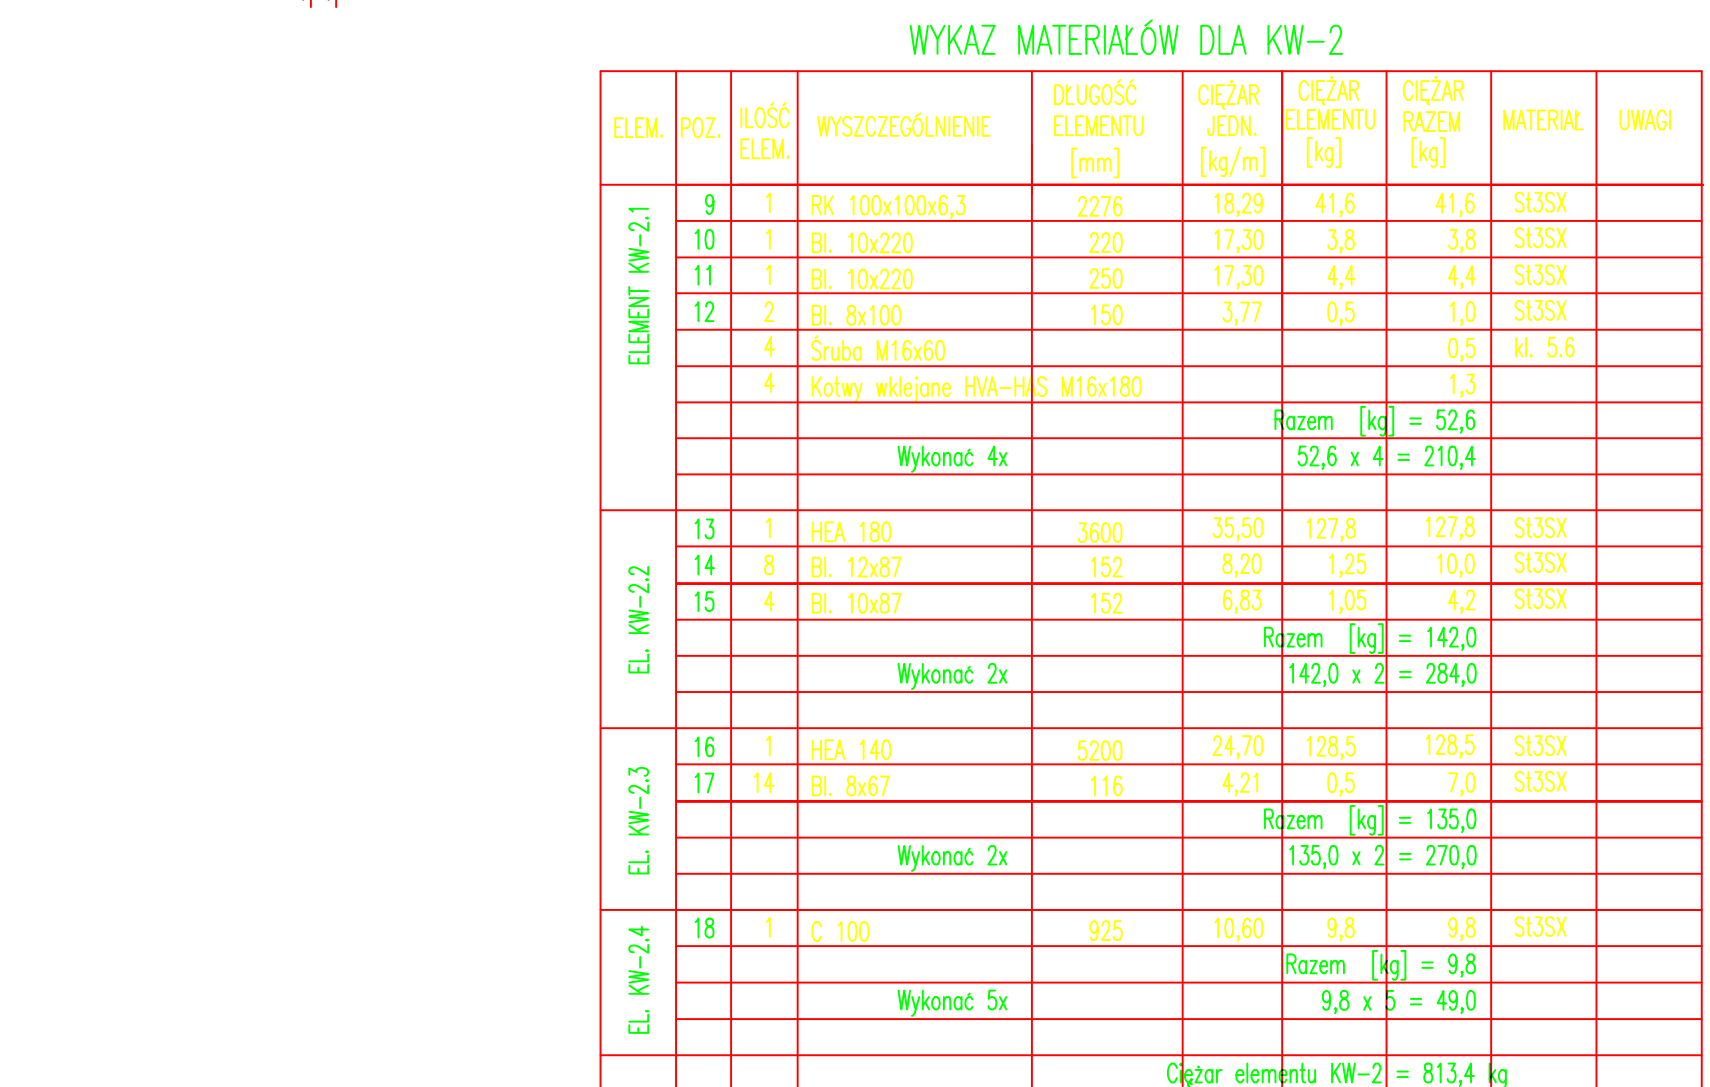 WYKAZ MATERIAŁÓW DLA KW-2
ELEM. POZ. ILOŚĆ ELEM. WYSZCZEGÓLNIENIE DŁUGOŚĆ ELEMENTU [mm] CIĘŻAR JEDN. [kg/m] CIĘŻAR ELEMENTU [kg] CIĘŻAR RAZEM [kg] MATERIAŁ UWAGI
ELEMENT KW-2.1
9 1 RK 100x100x6,3 2276 18,29 41,6 41,6 St3SX
10 1 Bl. 10x220 220 17,30 3,8 3,8 St3SX
11 1 Bl. 10x220 250 17,30 4,4 4,4 St3SX
12 2 Bl. 8x100 150 3,77 0,5 1,0 St3SX
4 Śruba M16x60 0,5 kl. 5.6
4 Kotwy wklejane HVA-HAS M16x180 1,3
Razem [kg] = 52,6
Wykonać 4x 52,6 x 4 = 210,4
EL. KW-2.2
13 1 HEA 180 3600 35,50 127,8 127,8 St3SX
14 8 Bl. 12x87 152 8,20 1,25 10,0 St3SX
15 4 Bl. 10x87 152 6,83 1,05 4,2 St3SX
Razem [kg] = 142,0
Wykonać 2x 142,0 x 2 = 284,0
EL. KW-2.3
16 1 HEA 140 5200 24,70 128,5 128,5 St3SX
17 14 Bl. 8x67 116 4,21 0,5 7,0 St3SX
Razem [kg] = 135,0
Wykonać 2x 135,0 x 2 = 270,0
EL. KW-2.4
18 1 C 100 925 10,60 9,8 9,8 St3SX
Razem [kg] = 9,8
Wykonać 5x 9,8 x 5 = 49,0
Ciężar elementu KW-2 = 813,4 kg